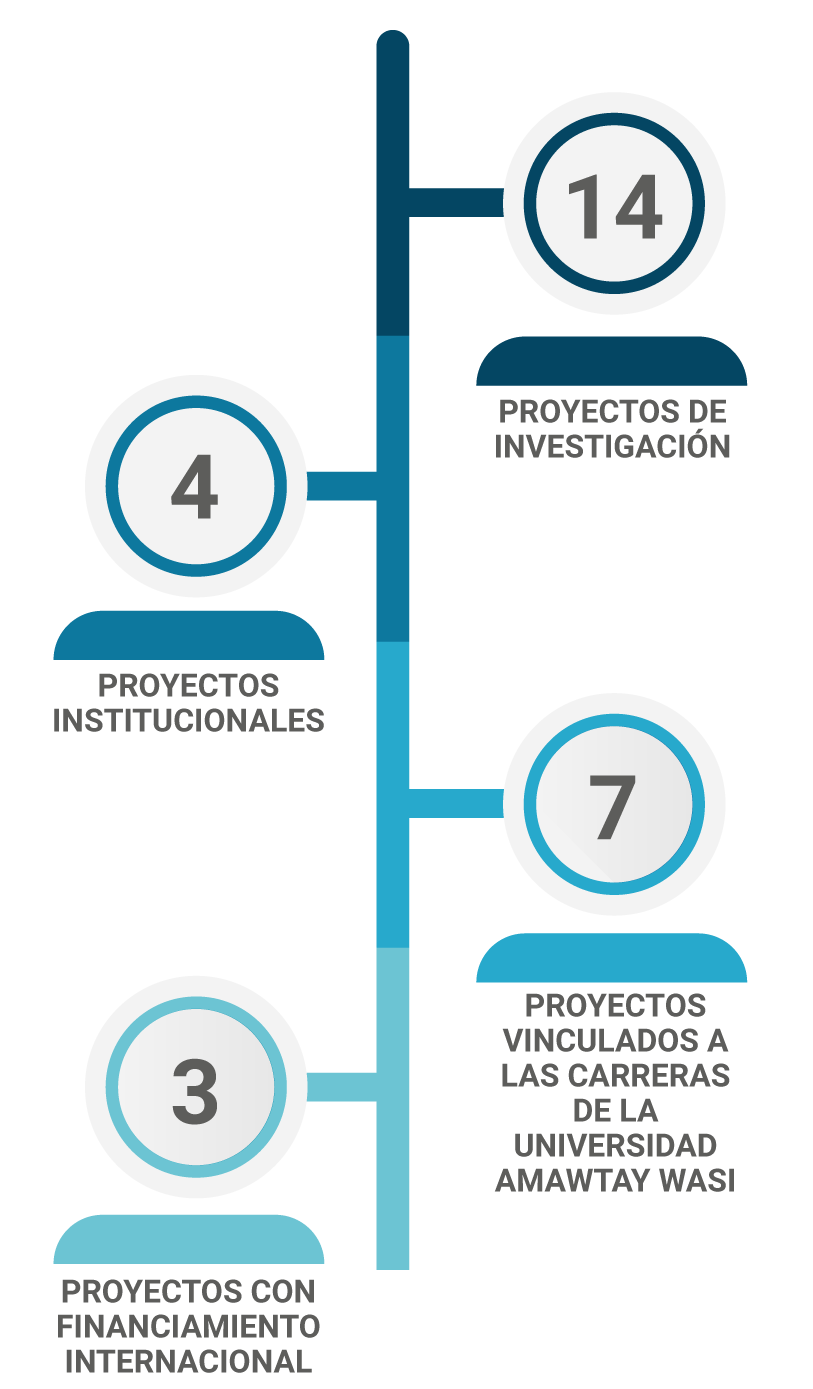 14
PROYECTOS DE
INVESTIGACIÓN
4
PROYECTOS
INSTITUCIONALES
7
PROYECTOS
VINCULADOS A
LAS CARRERAS
DE LA
UNIVERSIDAD
AMAWTAY WASI
3
PROYECTOS CON
FINANCIAMIENTO
INTERNACIONAL